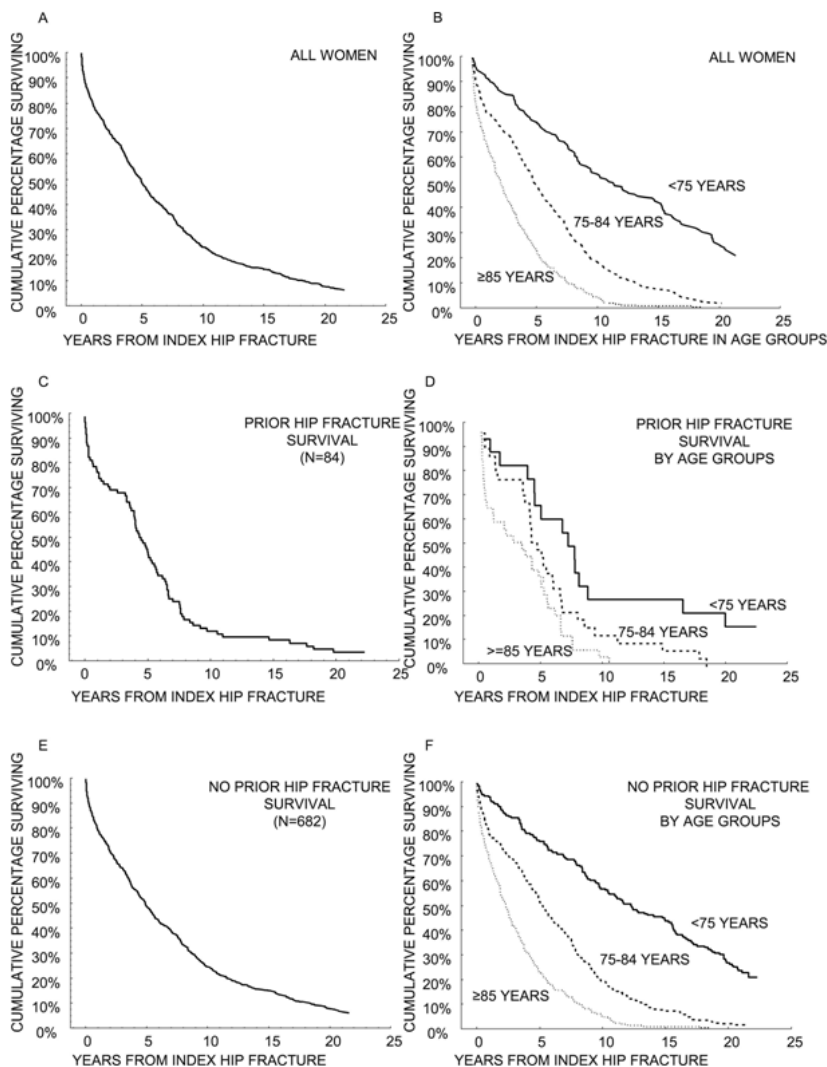 A
ALL WOMEN
CUMULATIVE PERCENTAGE SURVIVING
100%
90%
80%
70%
60%
50%
40%
30%
20%
10%
0%
0 5 10 15 20 25
YEARS FROM INDEX HIP FRACTURE
B
ALL WOMEN
CUMULATIVE PERCENTAGE SURVIVING
100%
90%
80%
70%
60%
50%
40%
30%
20%
10%
0%
<75 YEARS
75-84 YEARS
≥85 YEARS
0 5 10 15 20 25
YEARS FROM INDEX HIP FRACTURE IN AGE GROUPS
C
PRIOR HIP FRACTURE
SURVIVAL
(N=84)
CUMULATIVE PERCENTAGE SURVIVING
100%
90%
80%
70%
60%
50%
40%
30%
20%
10%
0%
0 5 10 15 20 25
YEARS FROM INDEX HIP FRACTURE
D
PRIOR HIP FRACTURE
SURVIVAL
BY AGE GROUPS
CUMULATIVE PERCENTAGE SURVIVING
100%
90%
80%
70%
60%
50%
40%
30%
20%
10%
0%
<75 YEARS
75-84 YEARS
>=85 YEARS
0 5 10 15 20 25
YEARS FROM INDEX HIP FRACTURE
E
NO PRIOR HIP FRACTURE
SURVIVAL
(N=682)
CUMULATIVE PERCENTAGE SURVIVING
100%
90%
80%
70%
60%
50%
40%
30%
20%
10%
0%
0 5 10 15 20 25
YEARS FROM INDEX HIP FRACTURE
F
NO PRIOR HIP FRACTURE
SURVIVAL
BY AGE GROUPS
CUMULATIVE PERCENTAGE SURVIVING
100%
90%
80%
70%
60%
50%
40%
30%
20%
10%
0%
<75 YEARS
75-84 YEARS
≥85 YEARS
0 5 10 15 20 25
YEARS FROM INDEX HIP FRACTURE